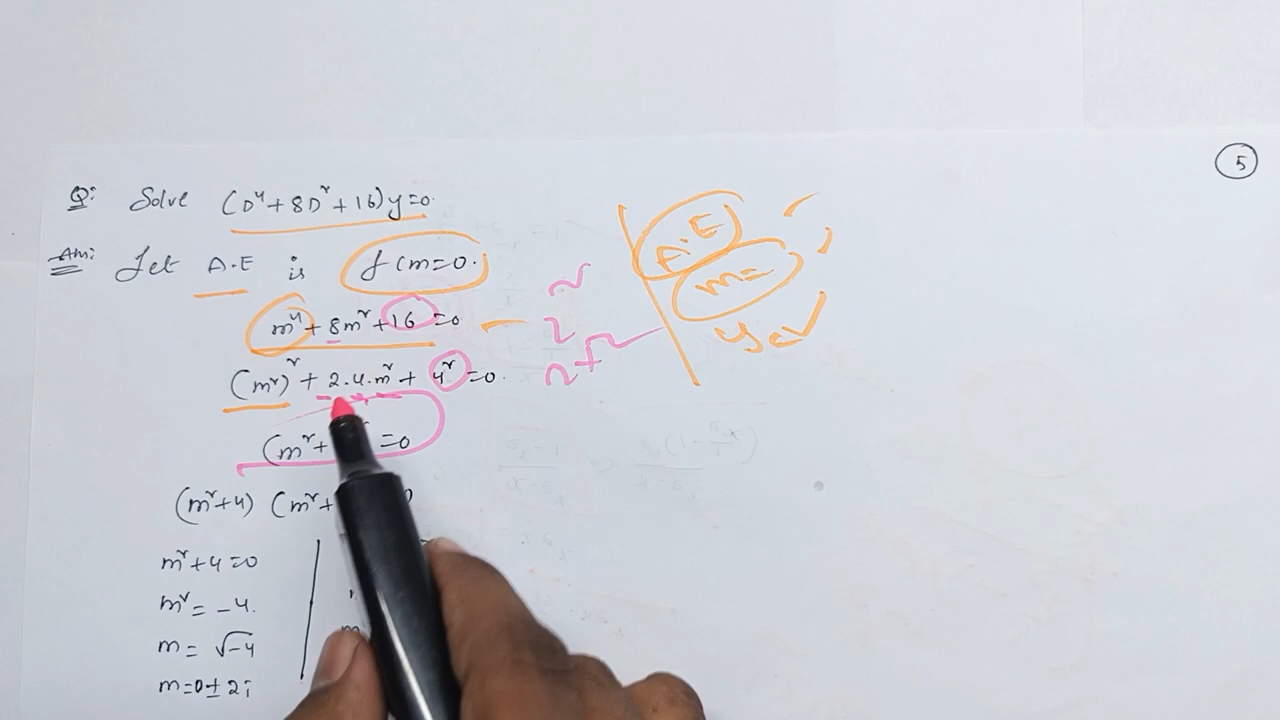 5
Q: Solve (D⁴+8D²+16)y=0.
Ans: Let A.E is f(m=0.
m⁴+8m²+16=0
(m²)²+2.4.m²+4²=0.
(m²+ =0
(m²+4) (m²+
m²+4=0
m²=-4.
m=√-4
m=0±2i
A.E
m=